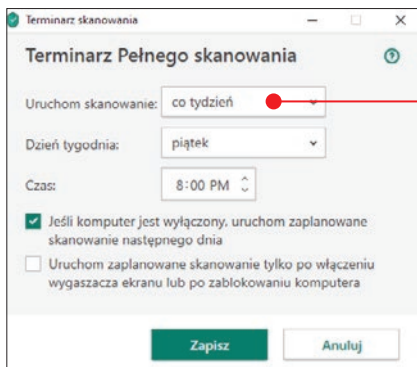 Terminarz skanowania
Terminarz Pełnego skanowania
Uruchom skanowanie: co tydzień
Dzień tygodnia: piątek
Czas: 8:00 PM
Jeśli komputer jest wyłączony, uruchom zaplanowane
skanowanie następnego dnia
Uruchom zaplanowane skanowanie tylko po włączeniu
wygaszacza ekranu lub po zablokowaniu komputera
Zapisz Anuluj